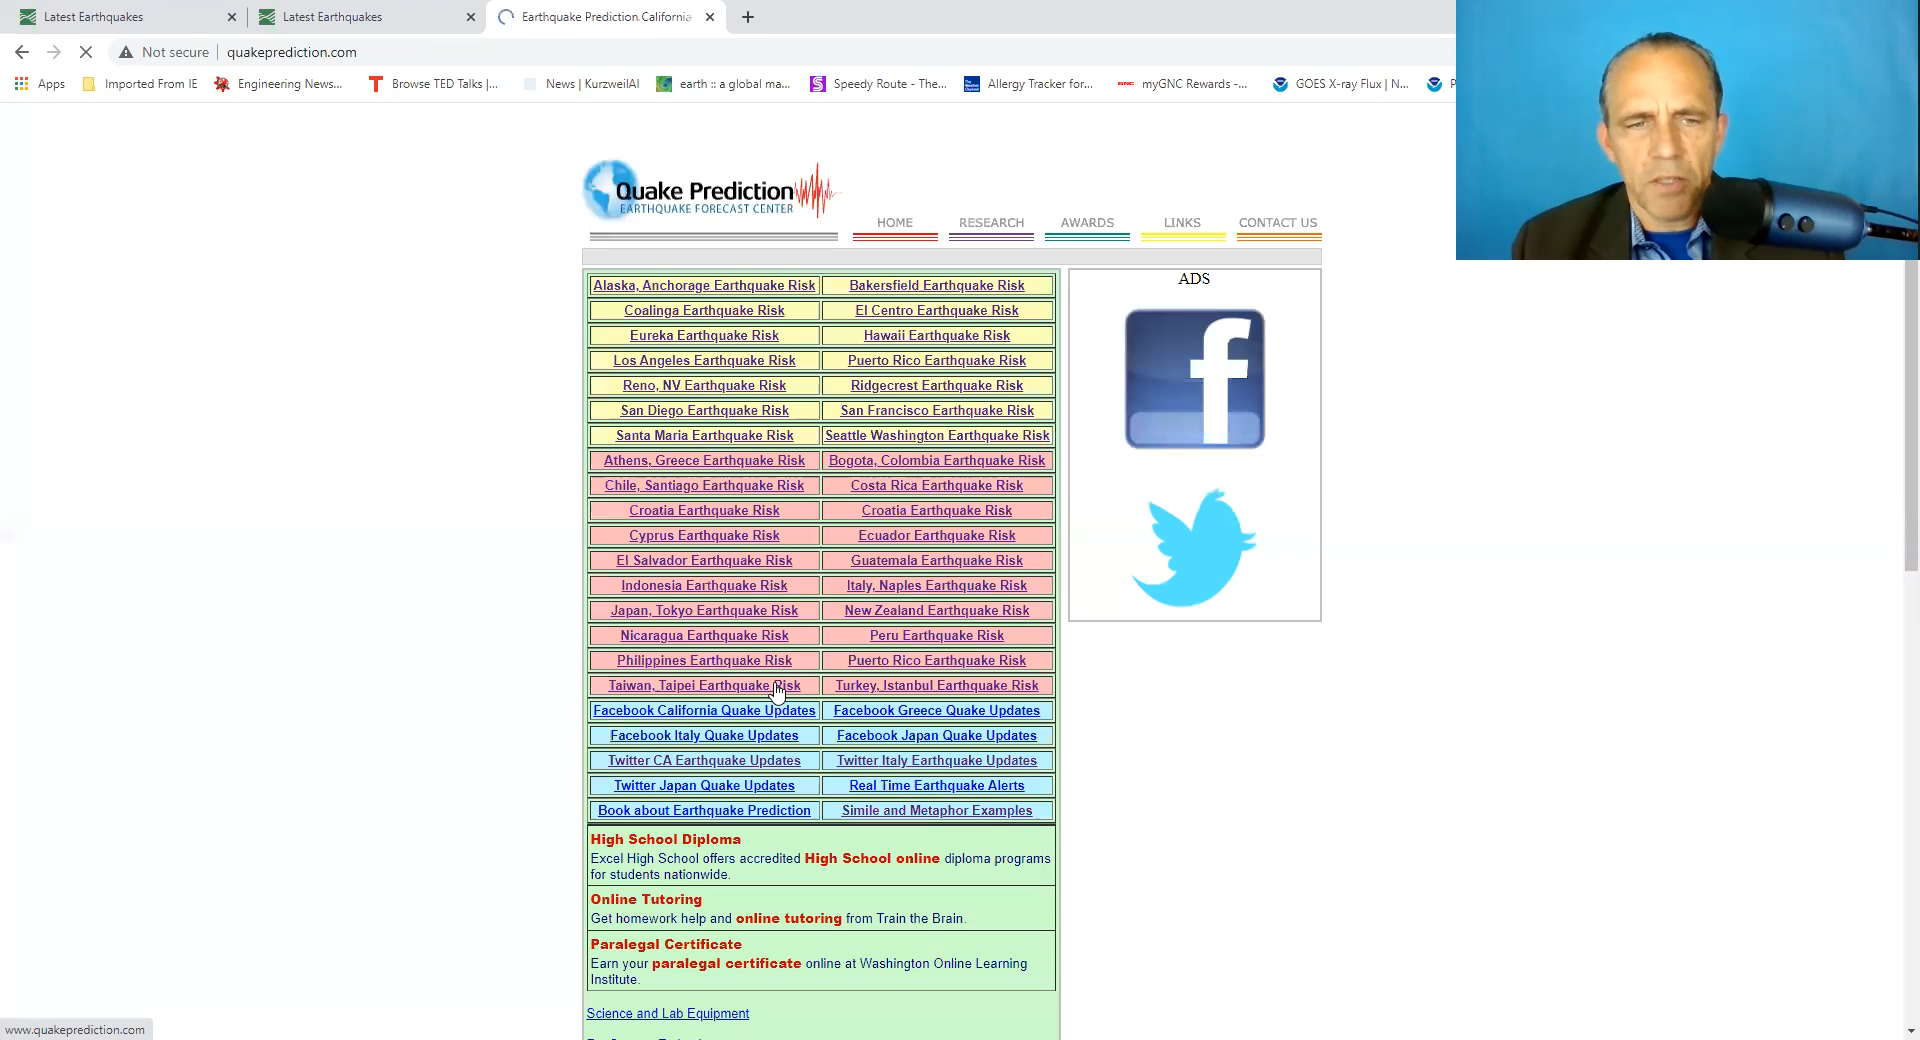 Latest Earthquakes
Latest Earthquakes
Earthquake Prediction.California
Not secure
quakeprediction.com
Apps
Imported From IE
Engineering News...
Browse TED Talks |...
News | KurzweilAI
earth :: a global ma...
Speedy Route - The...
Allergy Tracker for...
myGNC Rewards -...
GOES X-ray Flux | N...
Quake Prediction
EARTHQUAKE FORECAST CENTER
HOME RESEARCH AWARDS LINKS CONTACT US
Alaska, Anchorage Earthquake Risk Bakersfield Earthquake Risk
Coalinga Earthquake Risk El Centro Earthquake Risk
Eureka Earthquake Risk Hawaii Earthquake Risk
Los Angeles Earthquake Risk Puerto Rico Earthquake Risk
Reno, NV Earthquake Risk Ridgecrest Earthquake Risk
San Diego Earthquake Risk San Francisco Earthquake Risk
Santa Maria Earthquake Risk Seattle Washington Earthquake Risk
Athens, Greece Earthquake Risk Bogota, Colombia Earthquake Risk
Chile, Santiago Earthquake Risk Costa Rica Earthquake Risk
Croatia Earthquake Risk Croatia Earthquake Risk
Cyprus Earthquake Risk Ecuador Earthquake Risk
El Salvador Earthquake Risk Guatemala Earthquake Risk
Indonesia Earthquake Risk Italy, Naples Earthquake Risk
Japan, Tokyo Earthquake Risk New Zealand Earthquake Risk
Nicaragua Earthquake Risk Peru Earthquake Risk
Philippines Earthquake Risk Puerto Rico Earthquake Risk
Taiwan, Taipei Earthquake Risk Turkey, Istanbul Earthquake Risk
Facebook California Quake Updates Facebook Greece Quake Updates
Facebook Italy Quake Updates Facebook Japan Quake Updates
Twitter CA Earthquake Updates Twitter Italy Earthquake Updates
Twitter Japan Quake Updates Real Time Earthquake Alerts
Book about Earthquake Prediction Simile and Metaphor Examples
High School Diploma
Excel High School offers accredited High School online diploma programs
for students nationwide.
Online Tutoring
Get homework help and online tutoring from Train the Brain.
Paralegal Certificate
Earn your paralegal certificate online at Washington Online Learning
Institute.
Science and Lab Equipment
ADS
www.quakeprediction.com